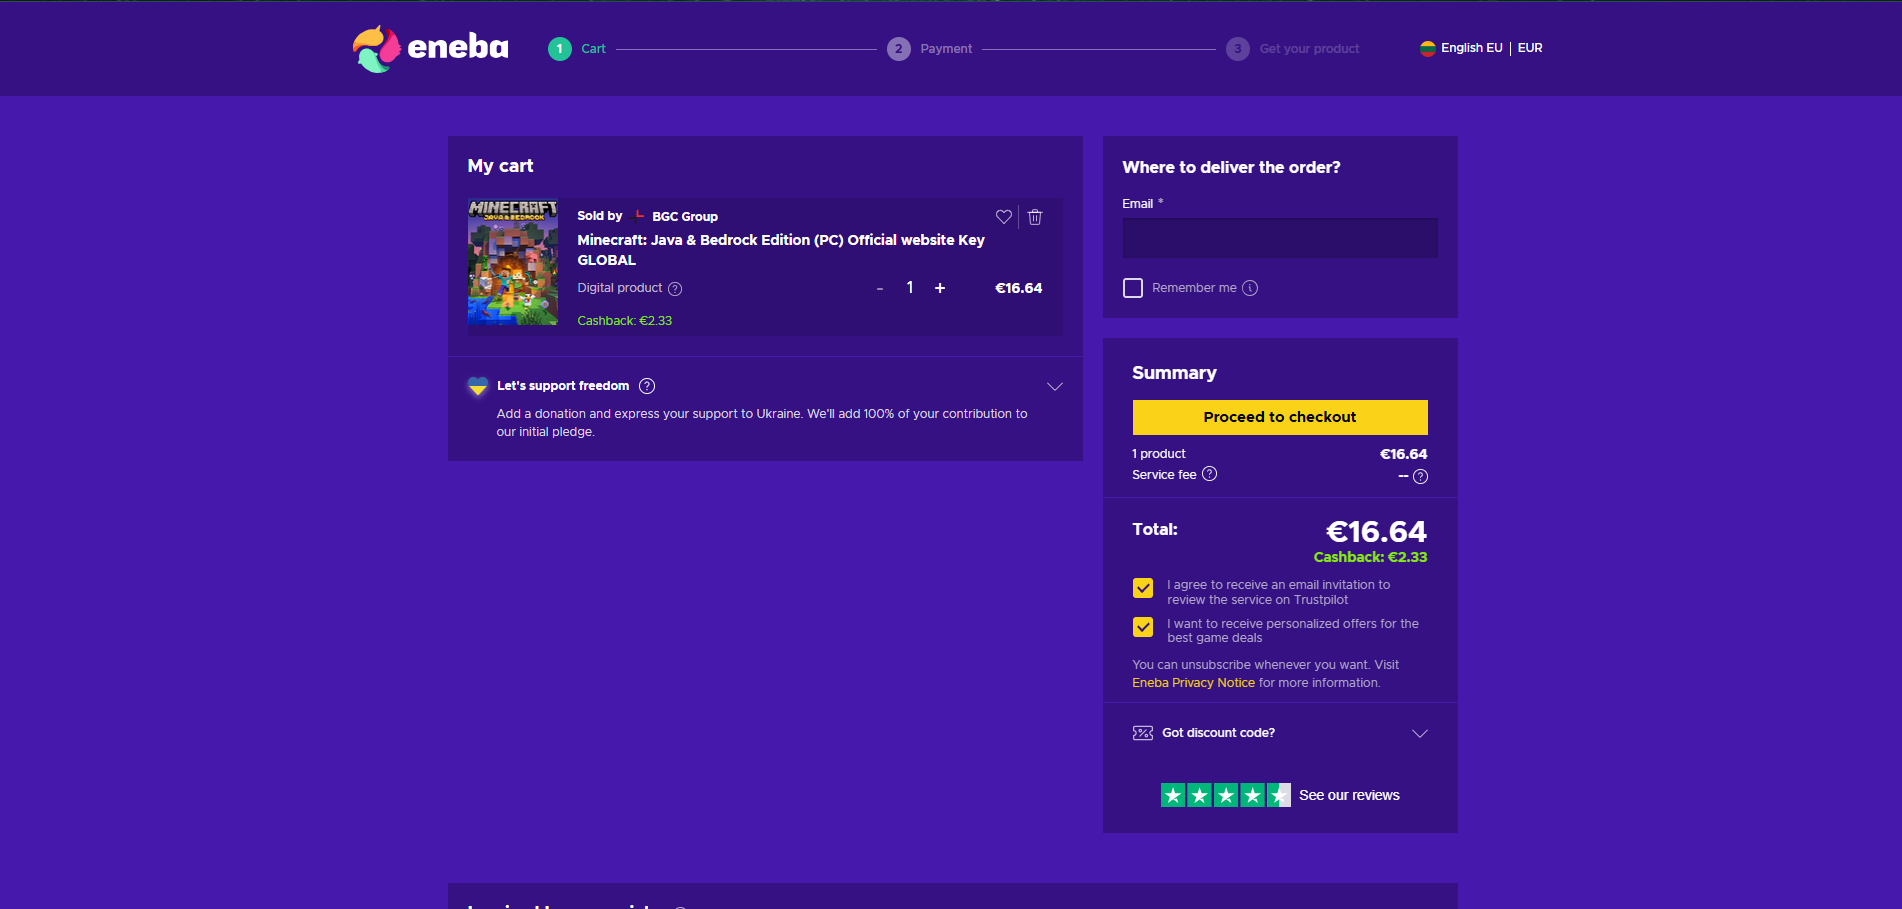 eneba
1 Cart
2 Payment
3 Get your product
English EU | EUR
My cart
MINECRAFT
JAVA & BEDROCK
Sold by BGC Group
Minecraft: Java & Bedrock Edition (PC) Official website Key
GLOBAL
Digital product ?
- 1 +
€16.64
Cashback: €2.33
Let's support freedom ?
Add a donation and express your support to Ukraine. We'll add 100% of your contribution to
our initial pledge.
Where to deliver the order?
Email *
Remember me i
Summary
Proceed to checkout
1 product €16.64
Service fee ? -- ?
Total: €16.64
Cashback: €2.33
I agree to receive an email invitation to
review the service on Trustpilot
I want to receive personalized offers for the
best game deals
You can unsubscribe whenever you want. Visit
Eneba Privacy Notice for more information.
Got discount code?
See our reviews